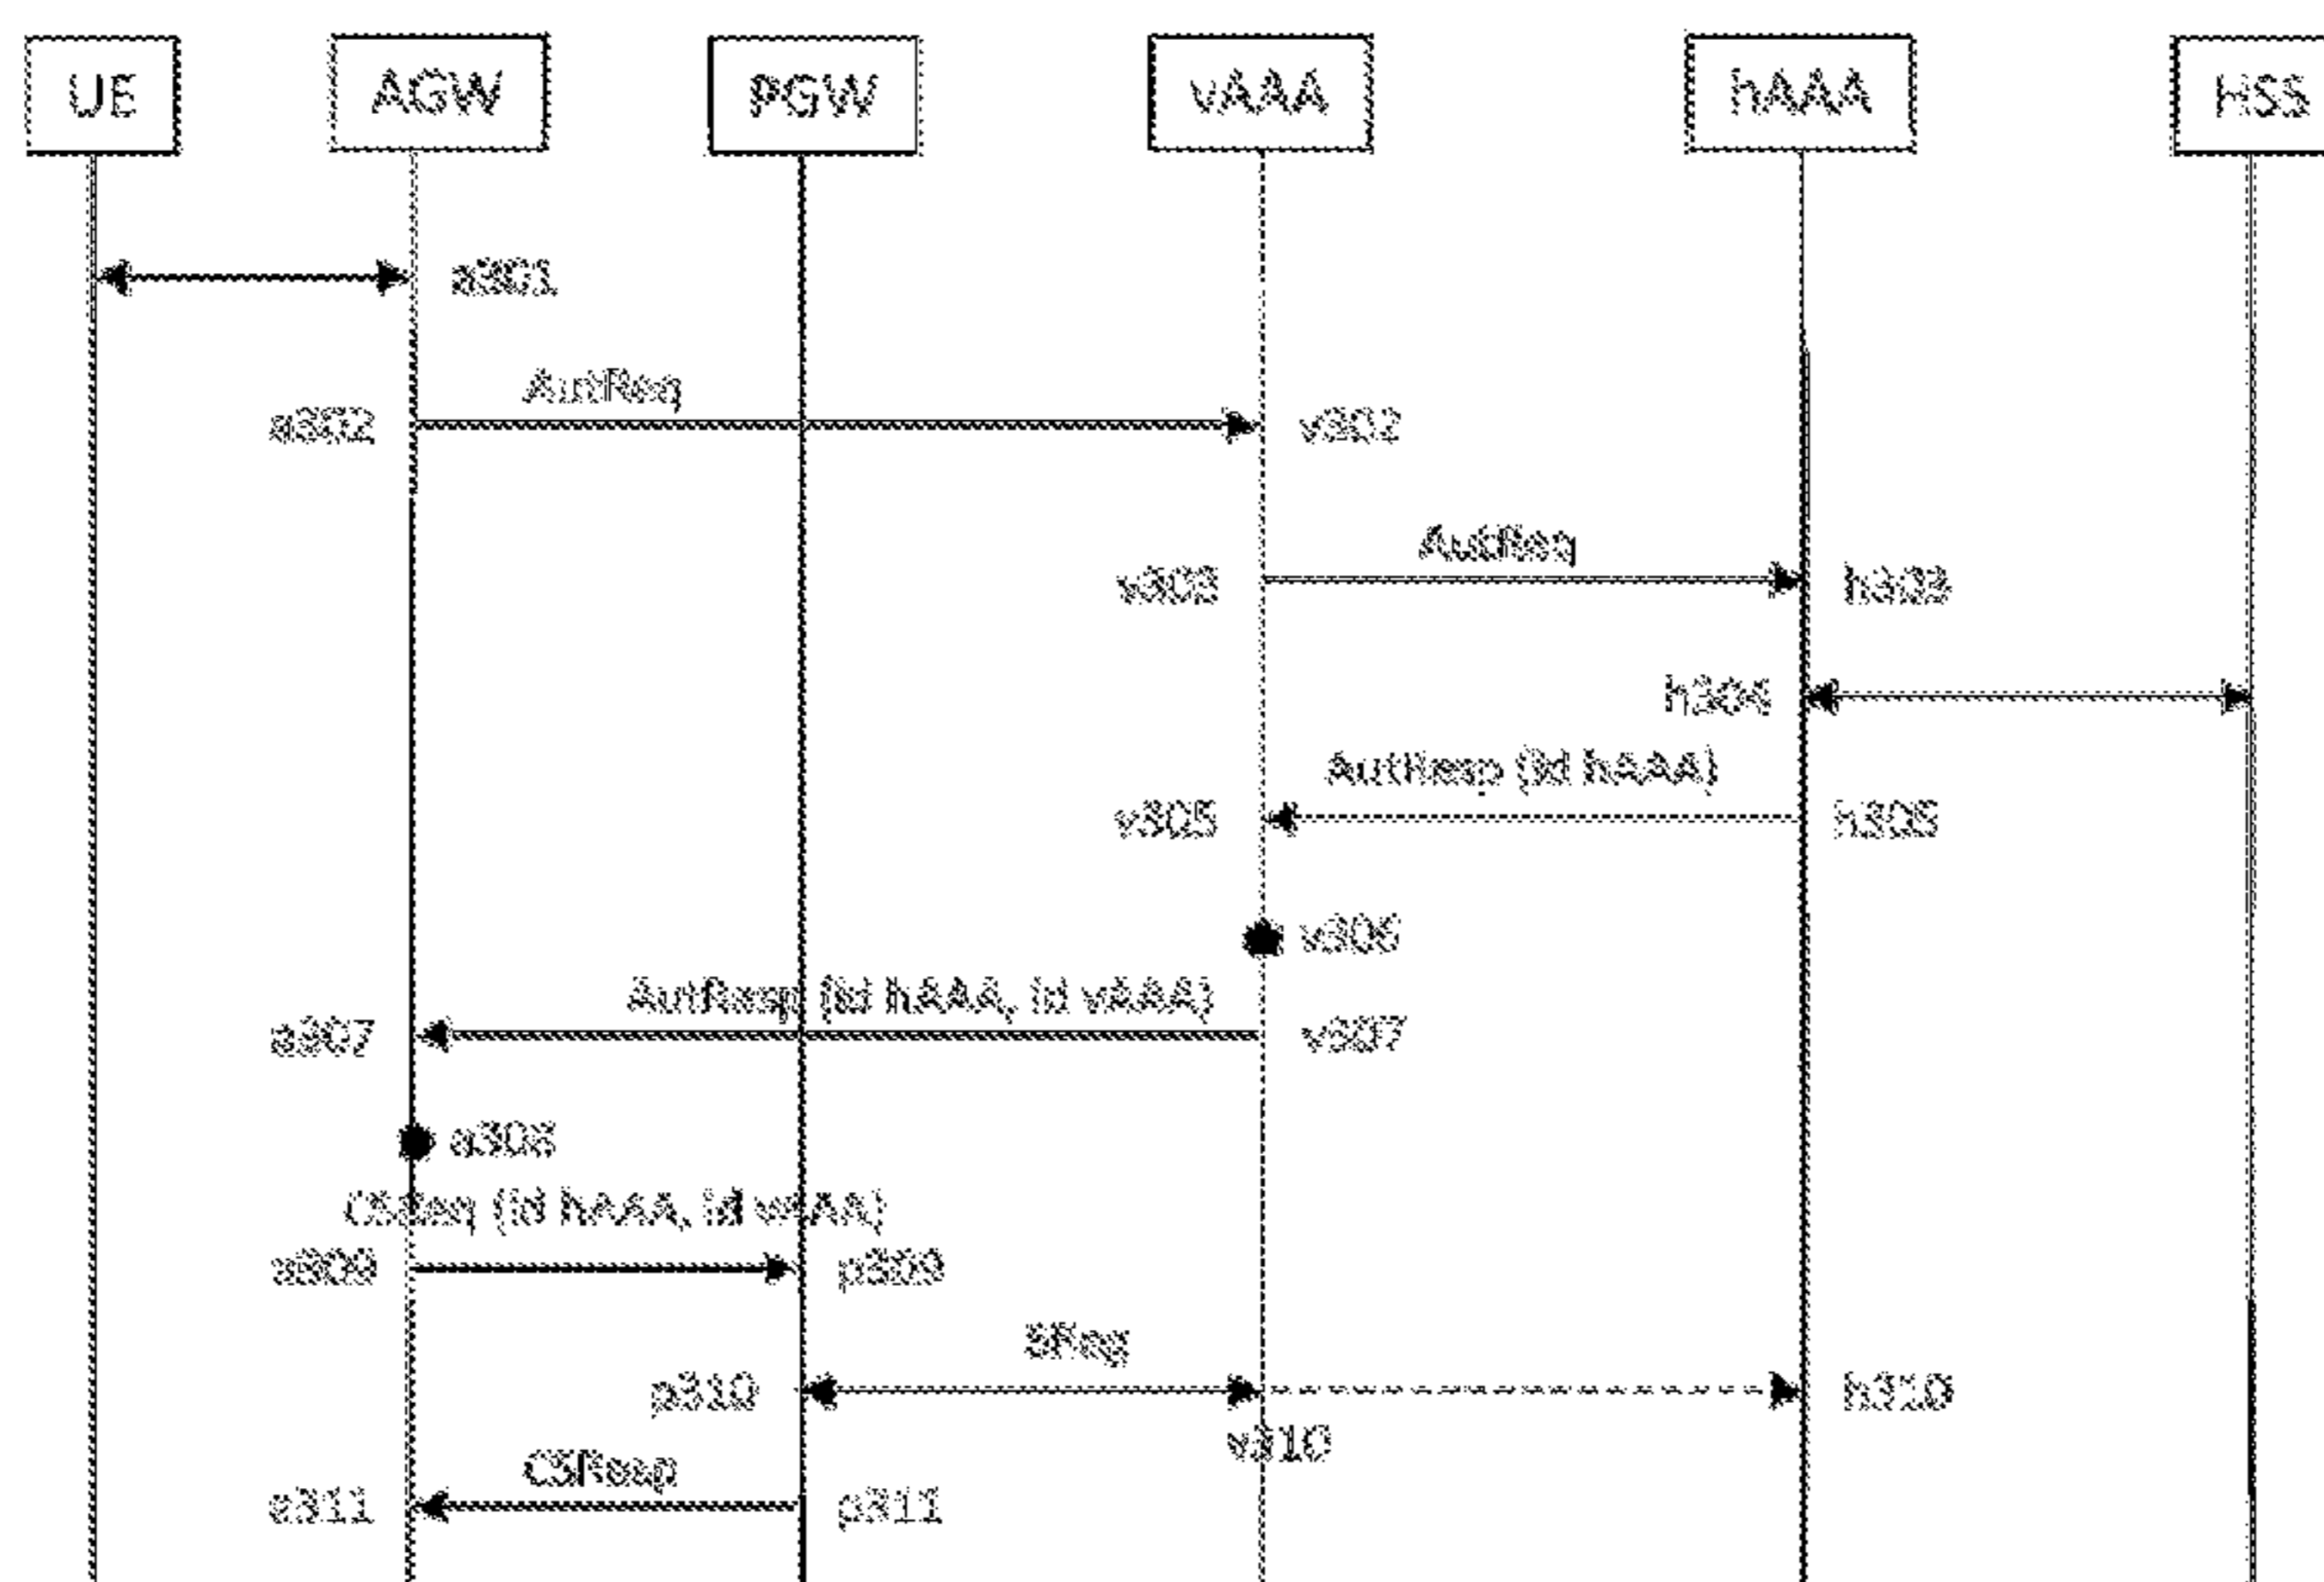 UE AGW PGW vAAA hAAA HSS
a301
AutReq
a302 v302
AutReq
v303 h303
h304
AutResp (id hAAA)
v305 h305
v306
AutResp (id hAAA, id vAAA)
a307 v307
a308
CSReq (id hAAA, id vAAA)
a309 p309
SReg
p310 h310
v310
CSResp
a311 p311